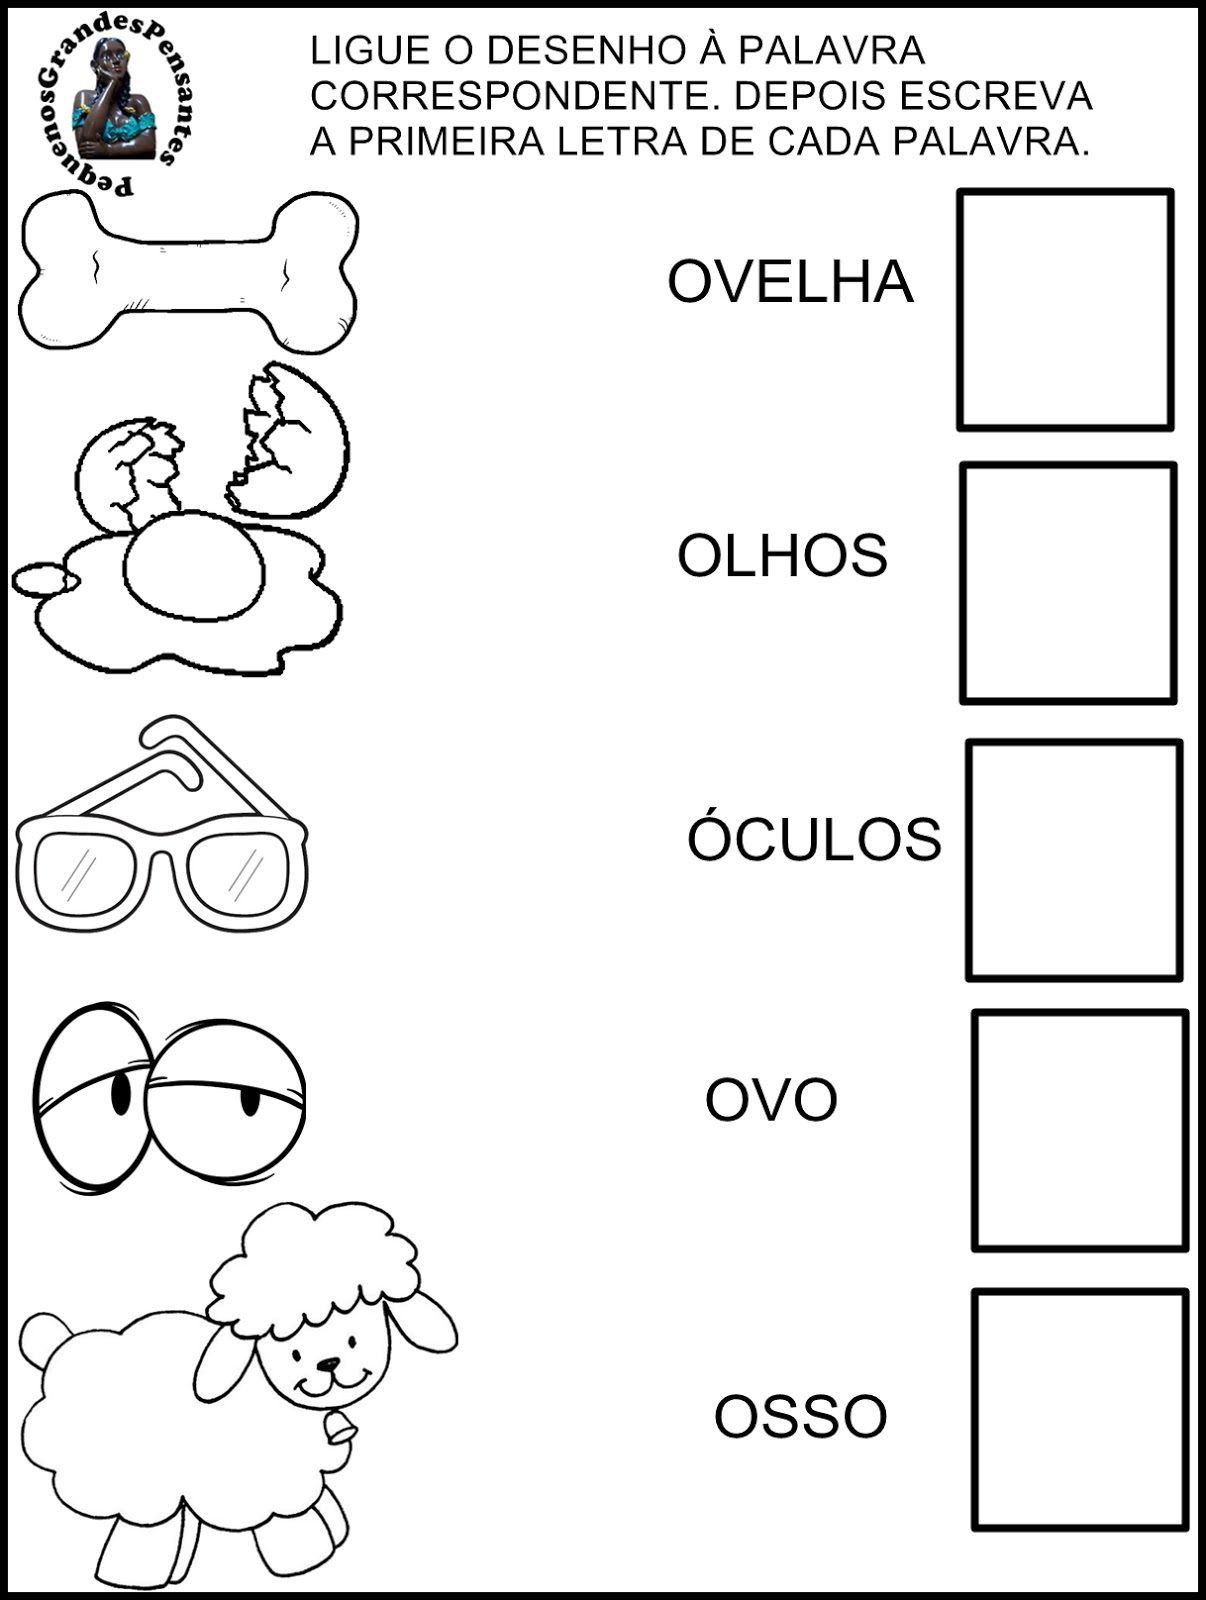 PequenosGrandesPensantes
LIGUE O DESENHO À PALAVRA
CORRESPONDENTE. DEPOIS ESCREVA
A PRIMEIRA LETRA DE CADA PALAVRA.
OVELHA
OLHOS
ÓCULOS
OVO
OSSO